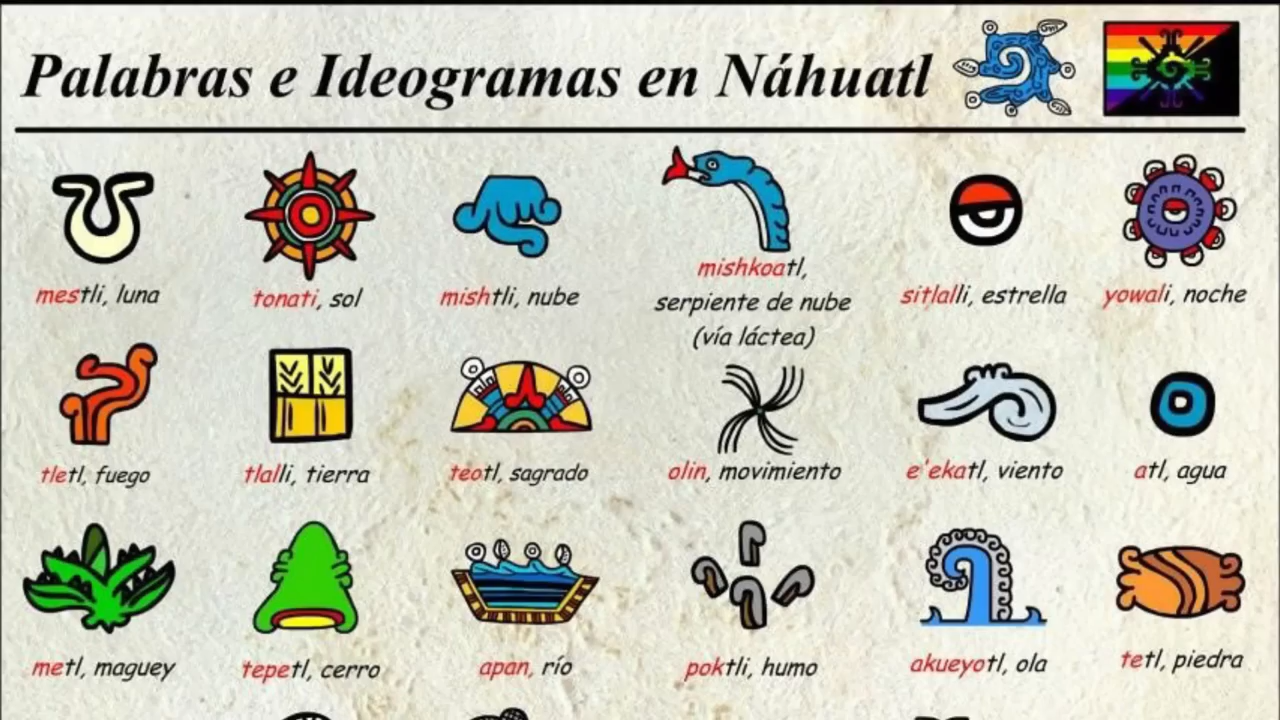 Palabras e Ideogramas en Náhuatl
mestli, luna
tonati, sol
mishtli, nube
mishkoatl,
serpiente de nube
(vía láctea)
sitlalli, estrella
yowali, noche
tletl, fuego
tlalli, tierra
teotl, sagrado
olin, movimiento
e'ekatl, viento
atl, agua
metl, maguey
tepetl, cerro
apan, río
poktli, humo
akueyotl, ola
tetl, piedra